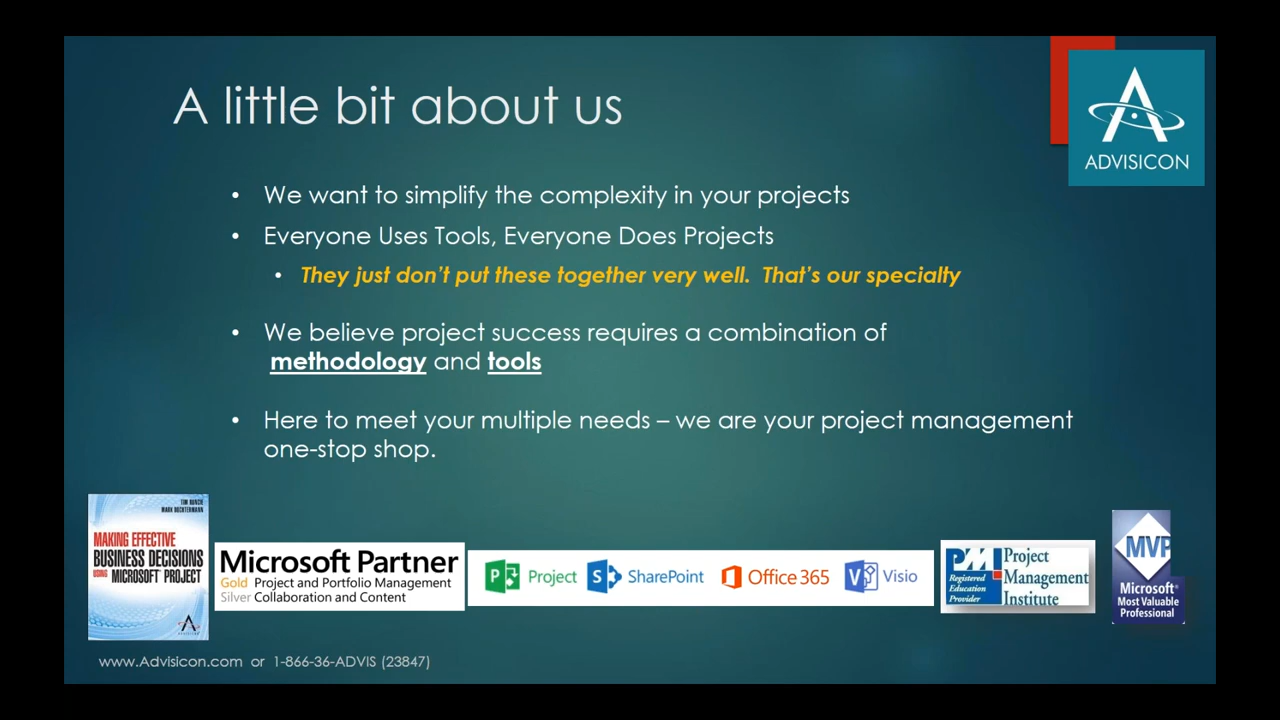 A little bit about us
ADVISICON
• We want to simplify the complexity in your projects
• Everyone Uses Tools, Everyone Does Projects
• They just don't put these together very well. That's our specialty
• We believe project success requires a combination of
methodology and tools
• Here to meet your multiple needs – we are your project management
one-stop shop.
MARK DOCHTERMANN
MAKING EFFECTIVE
BUSINESS DECISIONS
USING MICROSOFT PROJECT
Microsoft Partner
Gold Project and Portfolio Management
Silver Collaboration and Content
P Project
S SharePoint
Office 365
V Visio
PMI
Registered
Education
Provider
Project
Management
Institute
MVP
Microsoft®
Most Valuable
Professional
www.Advisicon.com or 1-866-36-ADVIS (23847)